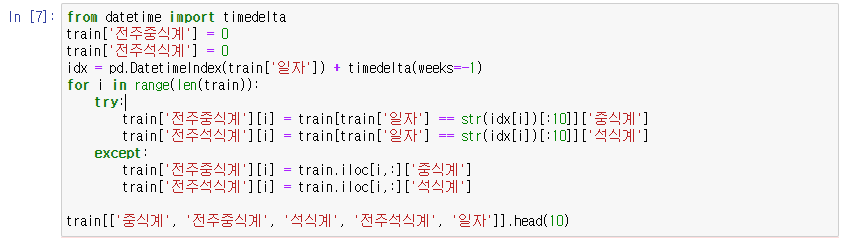 In [7]:
from datetime import timedelta
train['전주중식계'] = 0
train['전주석식계'] = 0
idx = pd.DatetimeIndex(train['일자']) + timedelta(weeks=-1)
for i in range(len(train)):
    try:
        train['전주중식계'][i] = train[train['일자'] == str(idx[i])[:10]]['중식계']
        train['전주석식계'][i] = train[train['일자'] == str(idx[i])[:10]]['석식계']
    except:
        train['전주중식계'][i] = train.iloc[i,:]['중식계']
        train['전주석식계'][i] = train.iloc[i,:]['석식계']
train[['중식계', '전주중식계', '석식계', '전주석식계', '일자']].head(10)